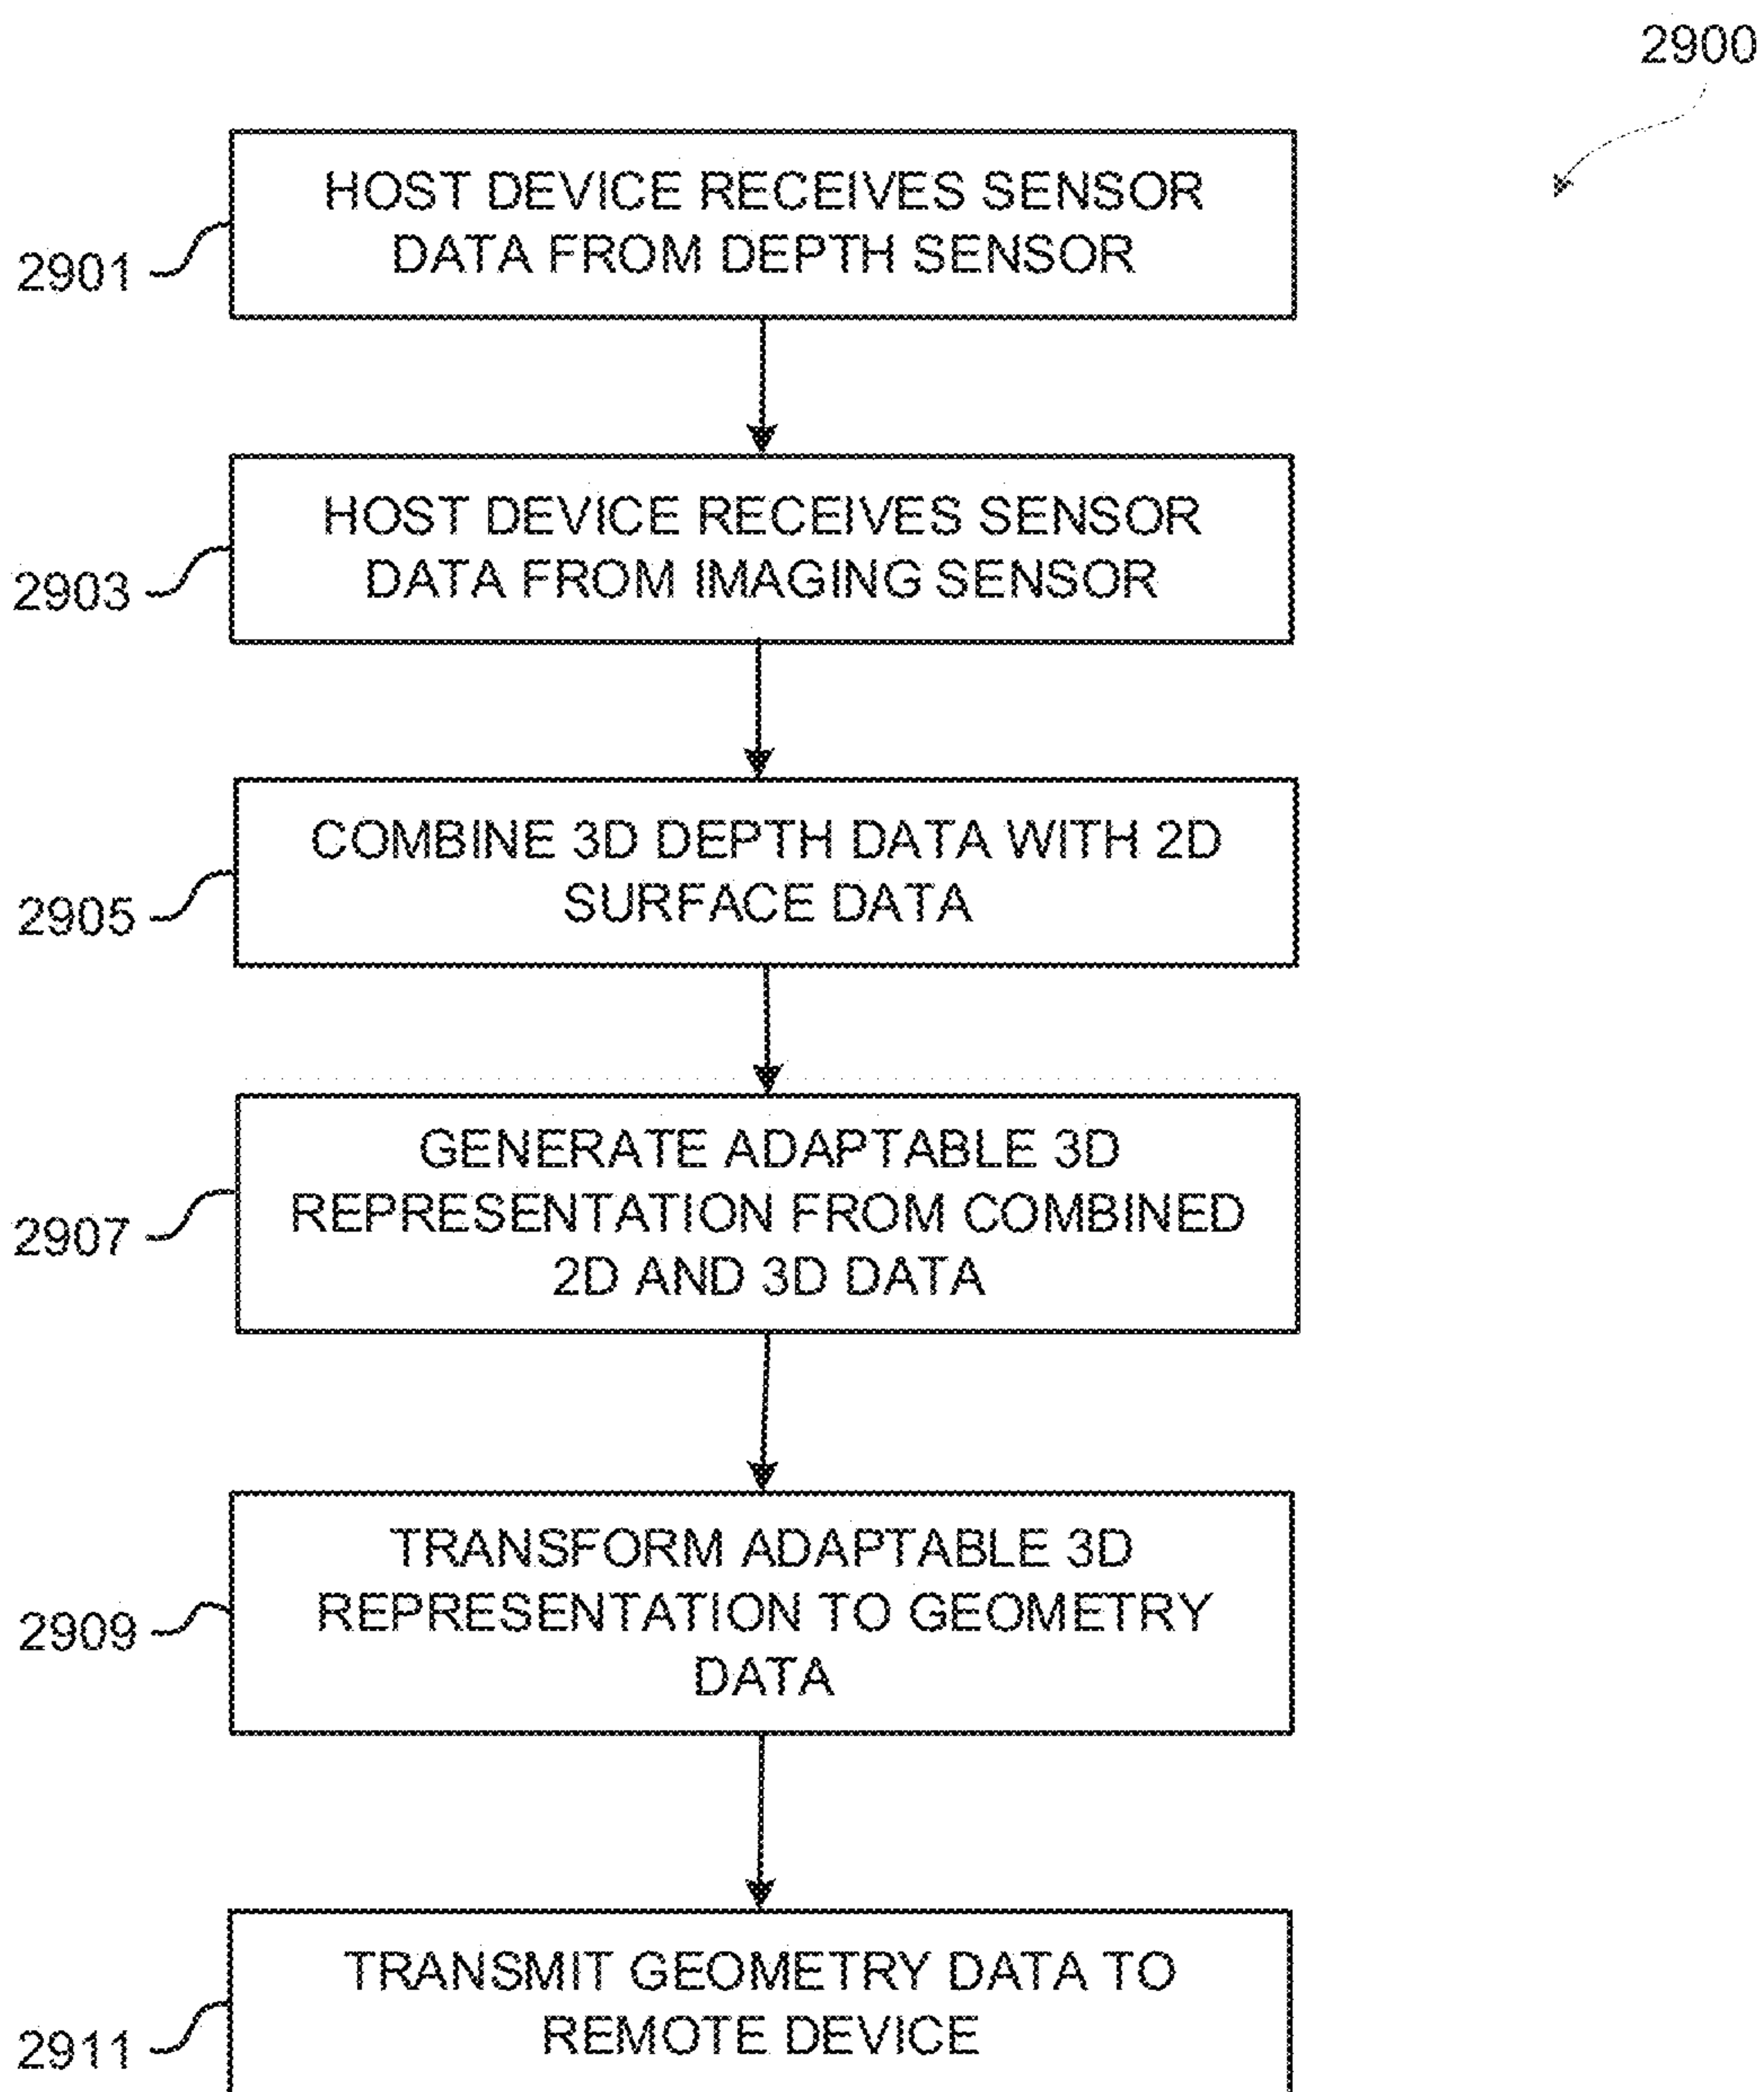 2900
HOST DEVICE RECEIVES SENSOR
DATA FROM DEPTH SENSOR
2901
HOST DEVICE RECEIVES SENSOR
DATA FROM IMAGING SENSOR
2903
COMBINE 3D DEPTH DATA WITH 2D
SURFACE DATA
2905
GENERATE ADAPTABLE 3D
REPRESENTATION FROM COMBINED
2D AND 3D DATA
2907
TRANSFORM ADAPTABLE 3D
REPRESENTATION TO GEOMETRY
DATA
2909
TRANSMIT GEOMETRY DATA TO
REMOTE DEVICE
2911